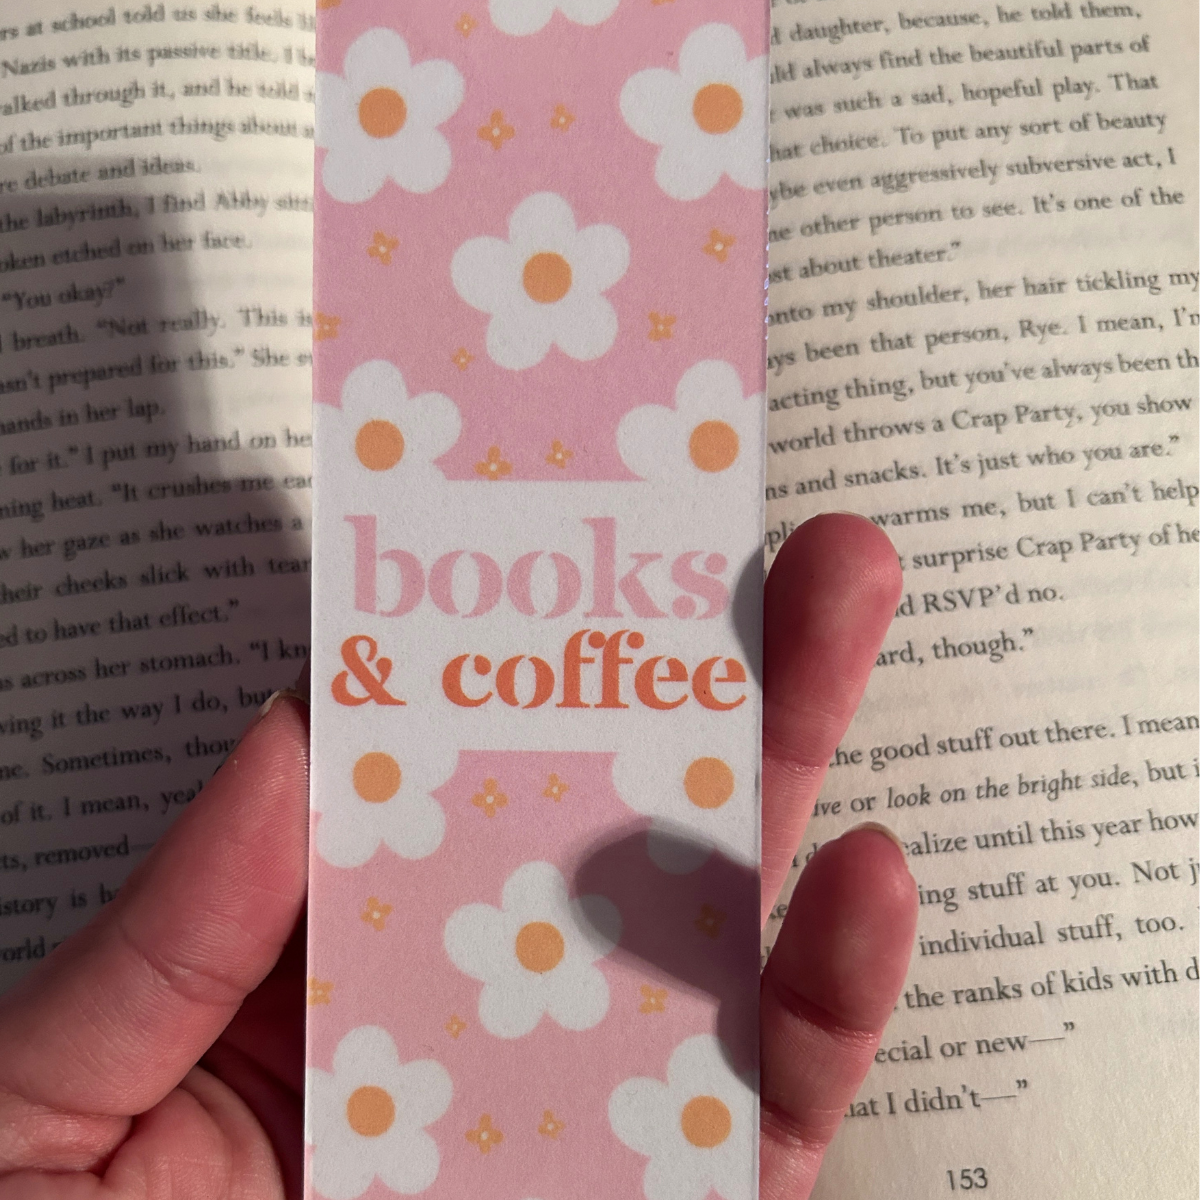 rs at school told us she feels
Nazis with its passive title. I
alked through it, and he told
of the important things about
re debate and ideas.
the labyrinth, I find Abby
oken etched on her face.
“You okay?”
breath. “Not really. This is
asn’t prepared for this.” She
hands in her lap.
for it.” I put my hand on he
ning heat. “It crushes me
w her gaze as she watches a
heir cheeks slick with tear
ed to have that effect.”
as across her stomach. “I kn
ving it the way I do, but
ne. Sometimes, thou
of it. I mean, yeal
ts, removed—
istory is
orld
books
& coffee
d daughter, because, he told them,
uld always find the beautiful parts of
was such a sad, hopeful play. That
hat choice. To put any sort of beauty
ybe even aggressively subversive act, I
ne other person to see. It’s one of the
st about theater.”
onto my shoulder, her hair tickling my
ays been that person, Rye. I mean, I’m
acting thing, but you’ve always been th
world throws a Crap Party, you show
ns and snacks. It’s just who you are.”
warms me, but I can’t help
surprise Crap Party of he
d RSVP’d no.
ard, though.”
he good stuff out there. I mean
ive or look on the bright side, but i
ealize until this year how
ing stuff at you. Not j
individual stuff, too.
the ranks of kids with d
ecial or new—”
hat I didn’t—”
153